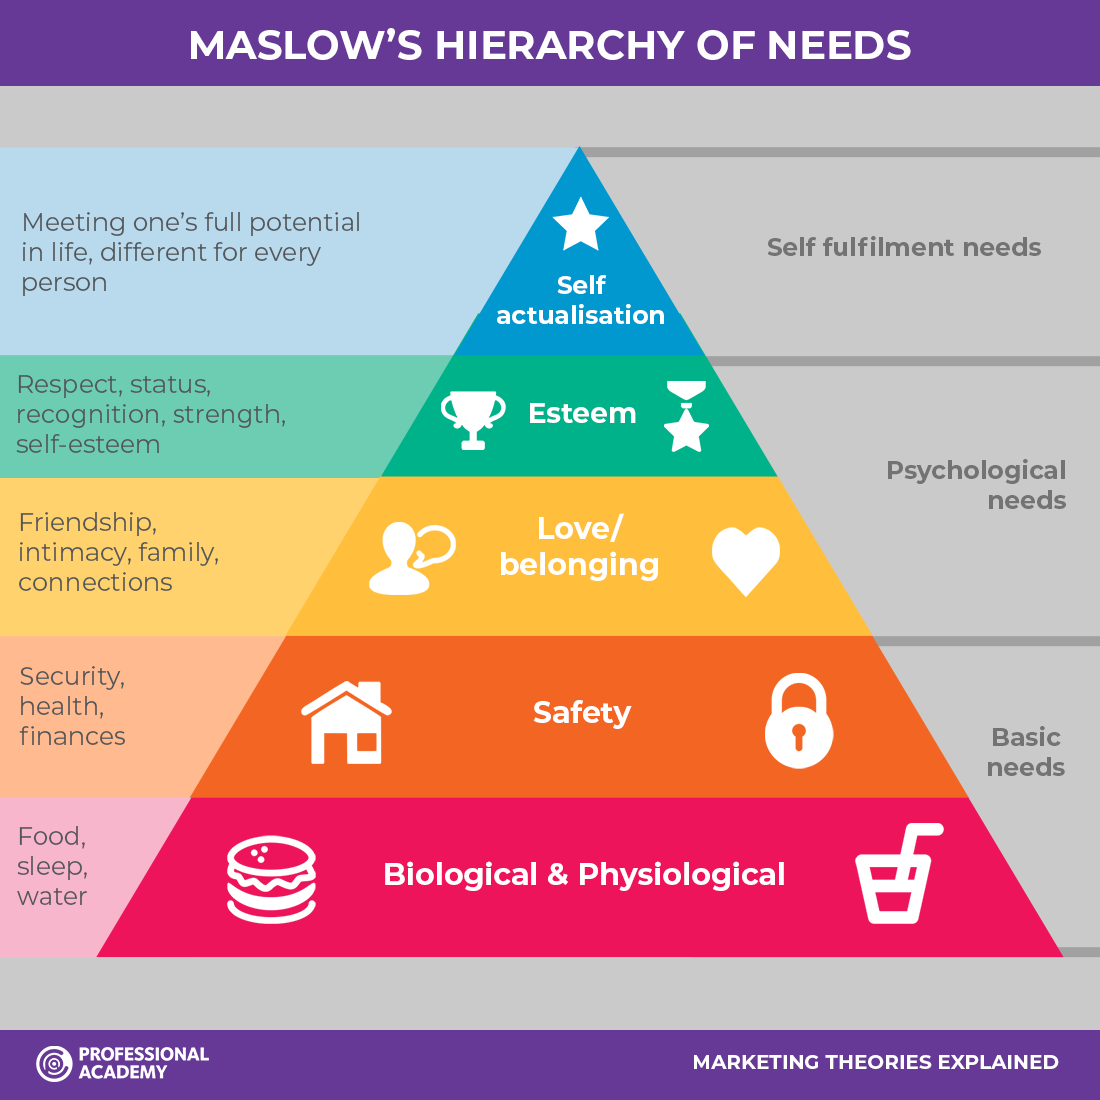 MASLOW'S HIERARCHY OF NEEDS
Meeting one's full potential
in life, different for every
person
Self
actualisation
Self fulfilment needs
Respect, status,
recognition, strength,
self-esteem
Esteem
Psychological
needs
Friendship,
intimacy, family,
connections
Love/
belonging
Security,
health,
finances
Safety
Basic
needs
Food,
sleep,
water
Biological & Physiological
PROFESSIONAL
ACADEMY
MARKETING THEORIES EXPLAINED